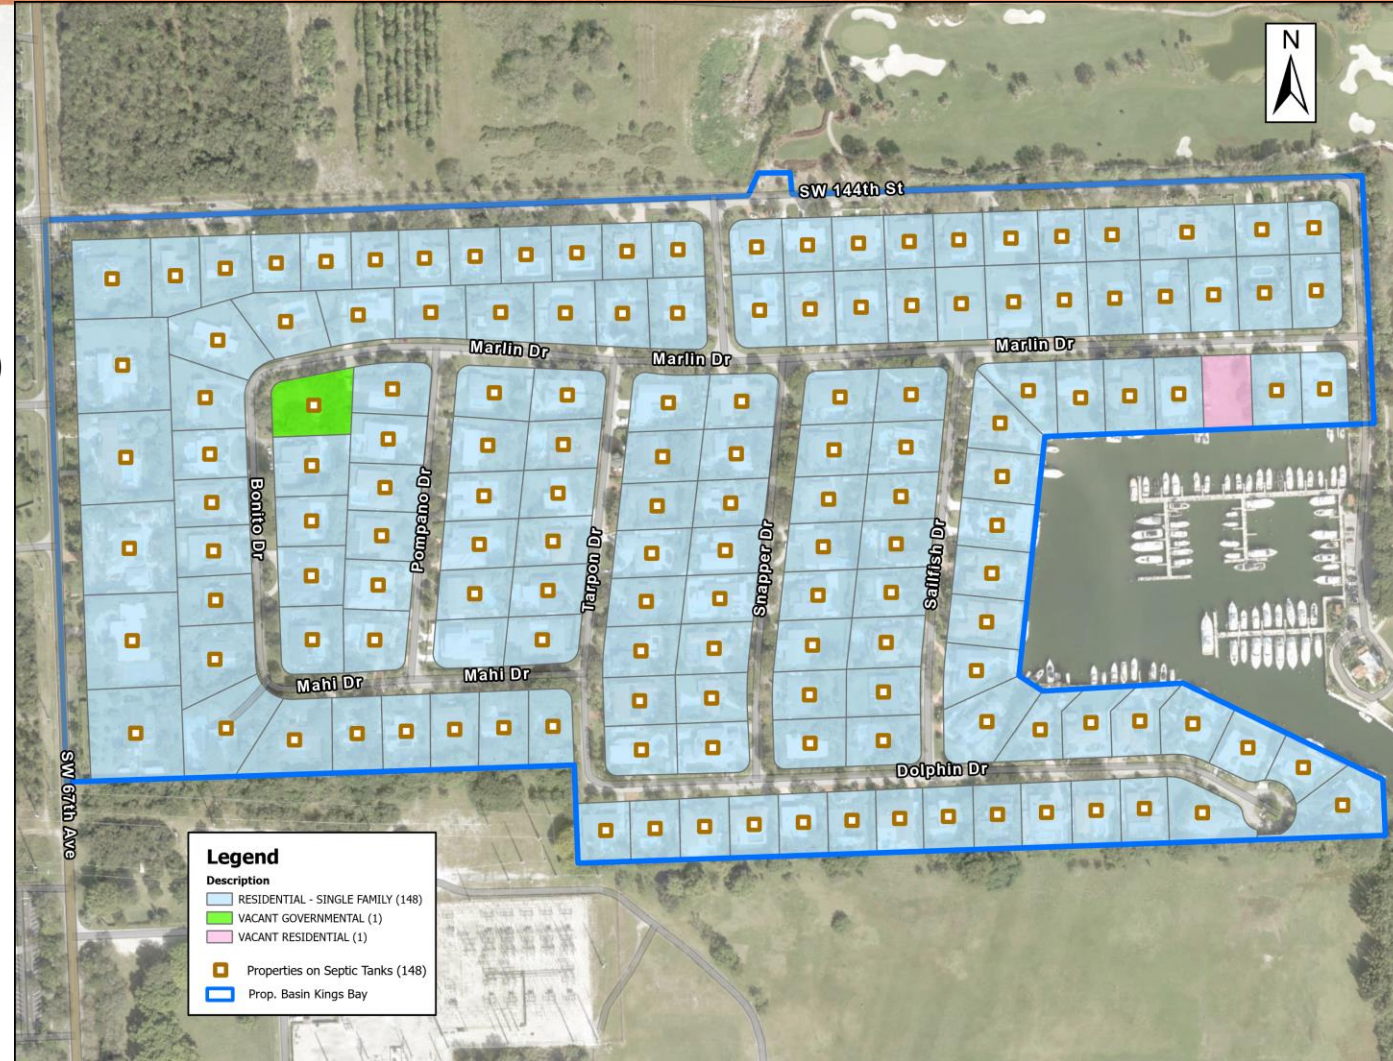 N
SW 144th St
Marlin Dr
Marlin Dr
Marlin Dr
Bonito Dr
Pompano Dr
Tarpon Dr
Snapper Dr
Sailfish Dr
Mahi Dr
Mahi Dr
Dolphin Dr
SW 67th Ave
Legend
Description
RESIDENTIAL - SINGLE FAMILY (148)
VACANT GOVERNMENTAL (1)
VACANT RESIDENTIAL (1)
Properties on Septic Tanks (148)
Prop. Basin Kings Bay